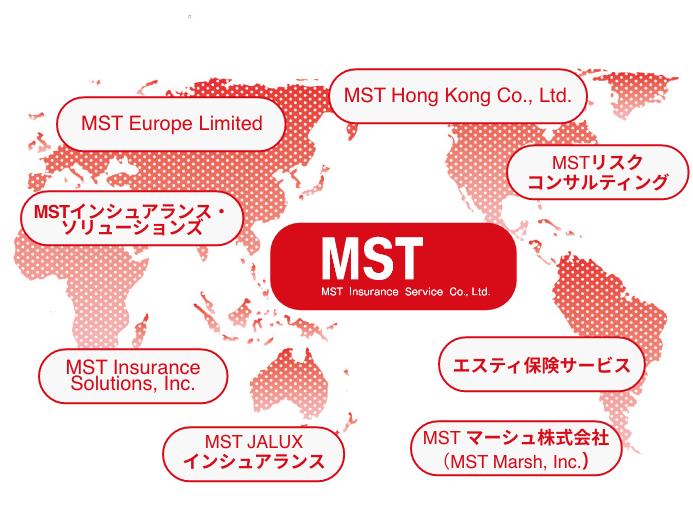 MST Hong Kong Co., Ltd.
MST Europe Limited
MSTリスク
コンサルティング
MSTインシュアランス・
ソリューションズ
MST
MST Insurance Service Co., Ltd.
MST Insurance
Solutions, Inc.
エスティ保険サービス
MST JALUX
インシュアランス
MST マーシュ株式会社
（MST Marsh, Inc.）